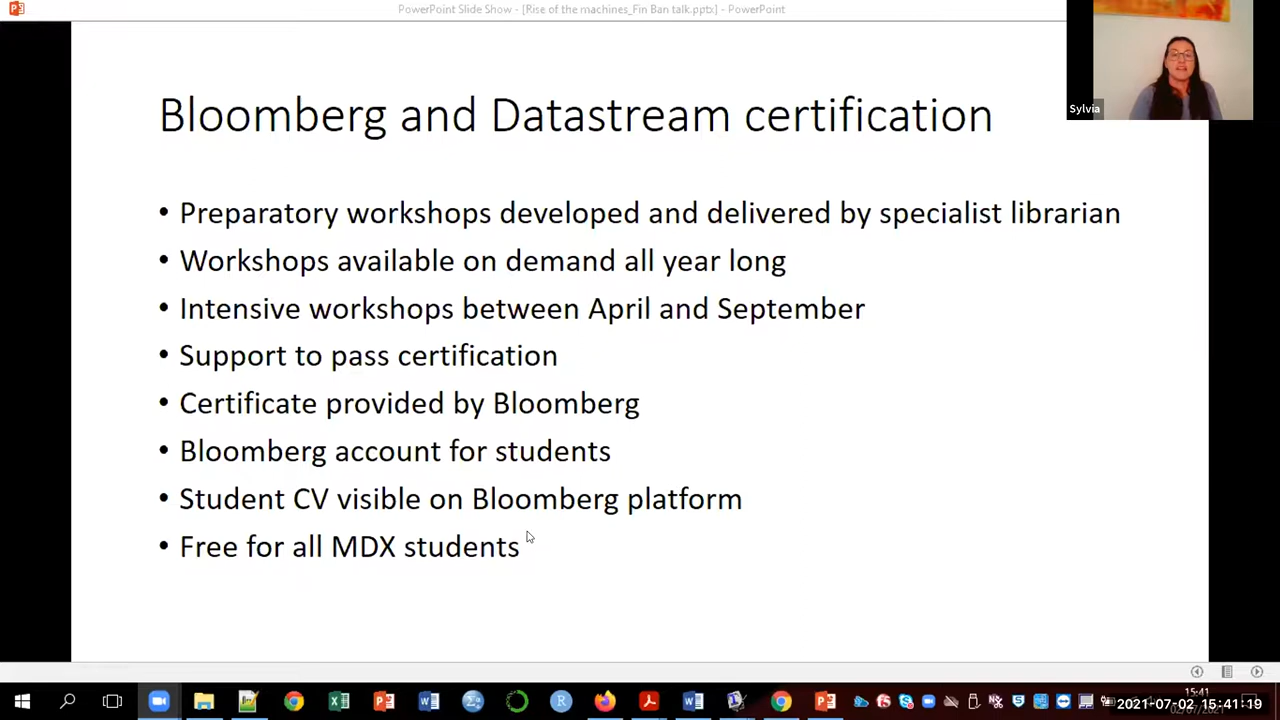 PowerPoint Slide Show - [Rise of the machines_Fin Ban talk.pptx] - PowerPoint
Sylvia
Bloomberg and Datastream certification
• Preparatory workshops developed and delivered by specialist librarian
• Workshops available on demand all year long
• Intensive workshops between April and September
• Support to pass certification
• Certificate provided by Bloomberg
• Bloomberg account for students
• Student CV visible on Bloomberg platform
• Free for all MDX students
15:41
2021-07-02 15:41:19